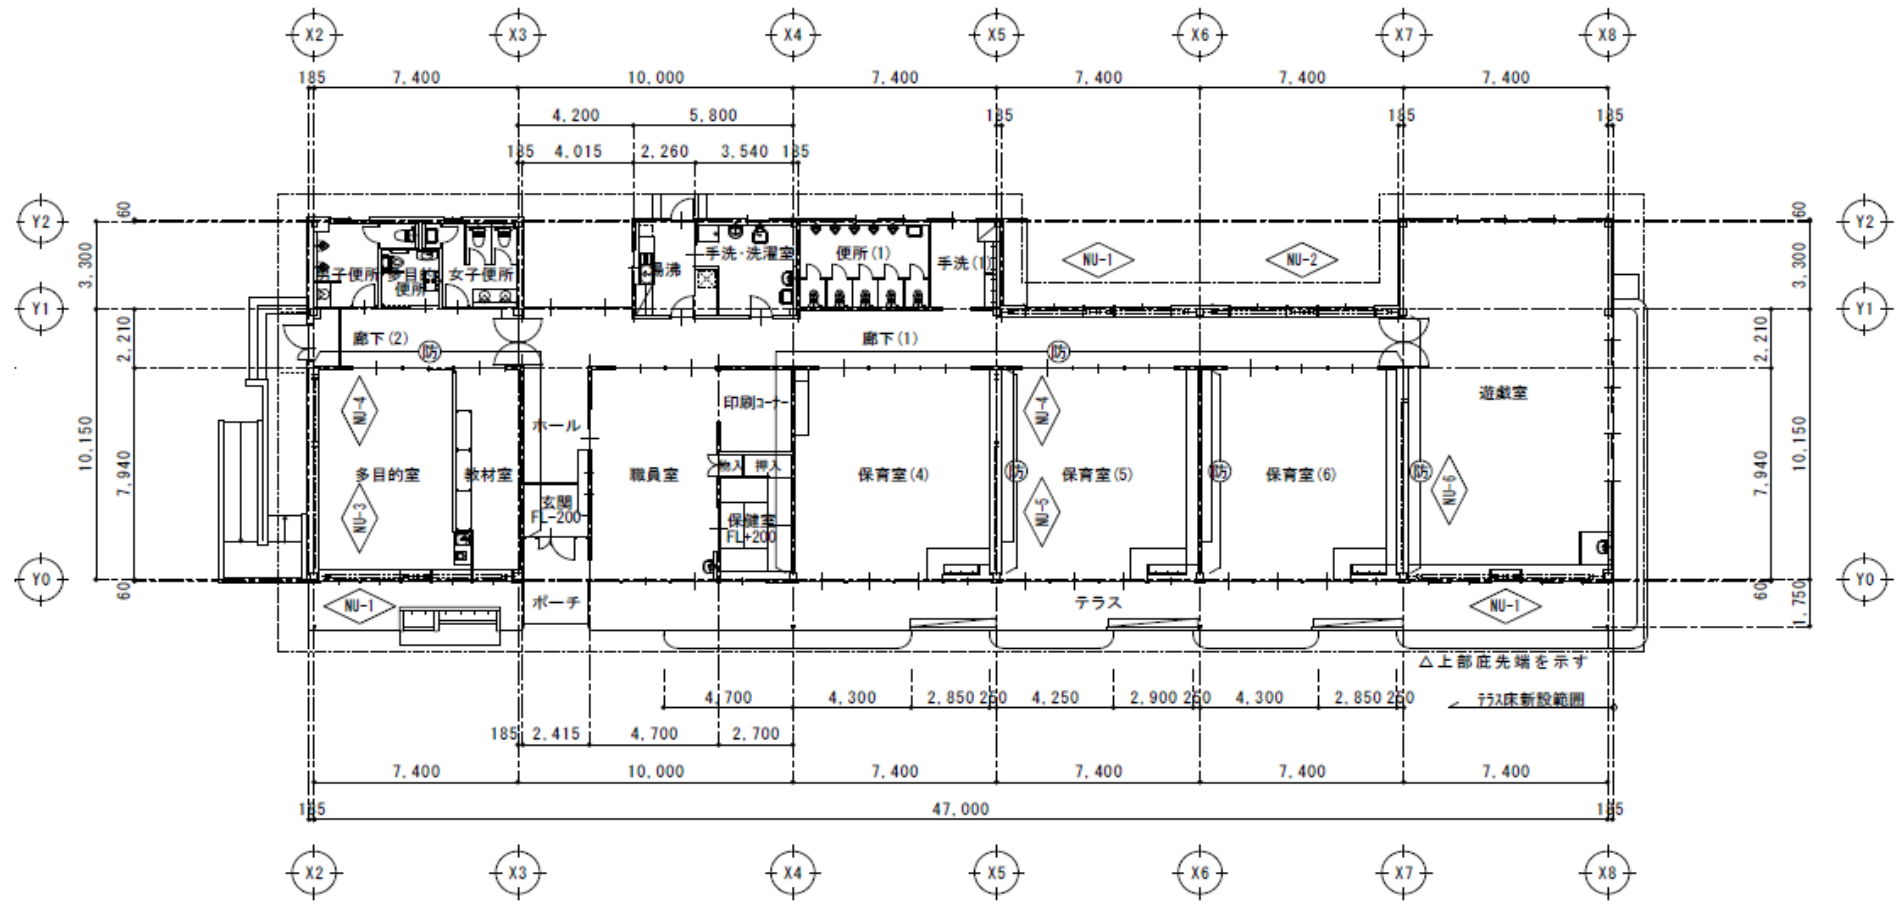 X2 X3 X4 X5 X6 X7 X8
185 7,400 10,000 7,400 7,400 7,400 7,400
4,200 5,800 185 185 185
185 4,015 2,260 3,540 185
Y2 60 60 Y2
3,300 男子便所 多目的便所 女子便所 湯沸 手洗・洗濯室 便所(1) 手洗(1) NU-1 NU-2 3,300
Y1 Y1
2,210 廊下(2) 防 廊下(1) 防 2,210
NU-4 印刷コーナー NU-4 遊戯室
ホール
10,150 7,940 多目的室 教材室 職員室 物入 押入 保育室(4) 防 保育室(5) 防 保育室(6) 防 NU-6 7,940 10,150
NU-3 玄関 保健室 NU-5
FL-200 FL+200
Y0 Y0
60 NU-1 ポーチ テラス NU-1 60 1,750
△上部庇先端を示す
4,700 4,300 2,850 250 4,250 2,900 250 4,300 2,850 250 テラス床新設範囲
185 2,415 4,700 2,700
7,400 10,000 7,400 7,400 7,400 7,400
185 47,000 185
X2 X3 X4 X5 X6 X7 X8